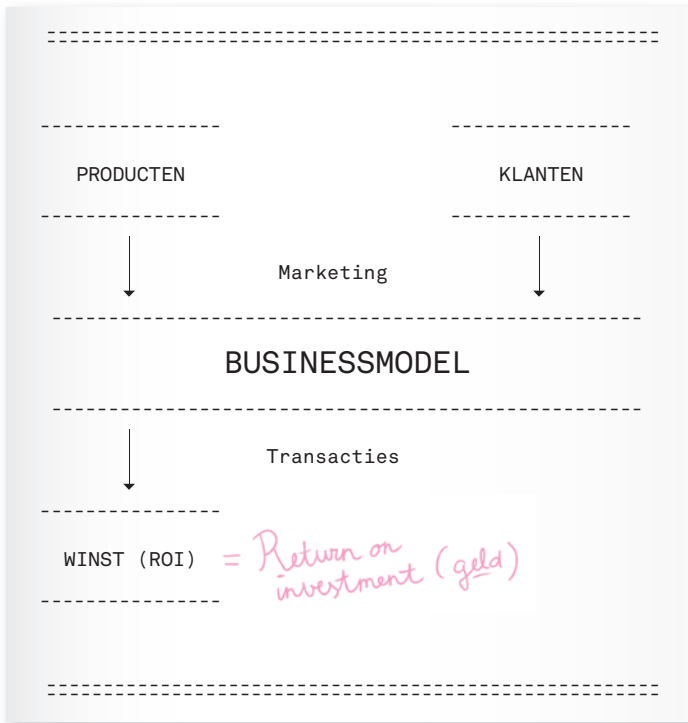 PRODUCTEN
KLANTEN
Marketing
BUSINESSMODEL
Transacties
WINST (ROI) = Return on
investment (geld)